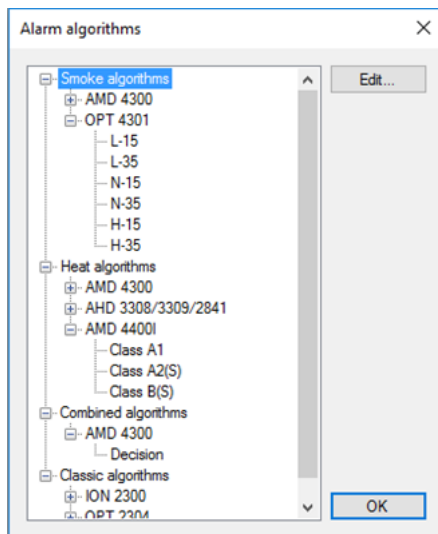 Alarm algorithms
Edit...
Smoke algorithms
AMD 4300
OPT 4301
L-15
L-35
N-15
N-35
H-15
H-35
Heat algorithms
AMD 4300
AHD 3308/3309/2841
AMD 4400I
Class A1
Class A2(S)
Class B(S)
Combined algorithms
AMD 4300
Decision
Classic algorithms
ION 2300
OPT 2304
OK